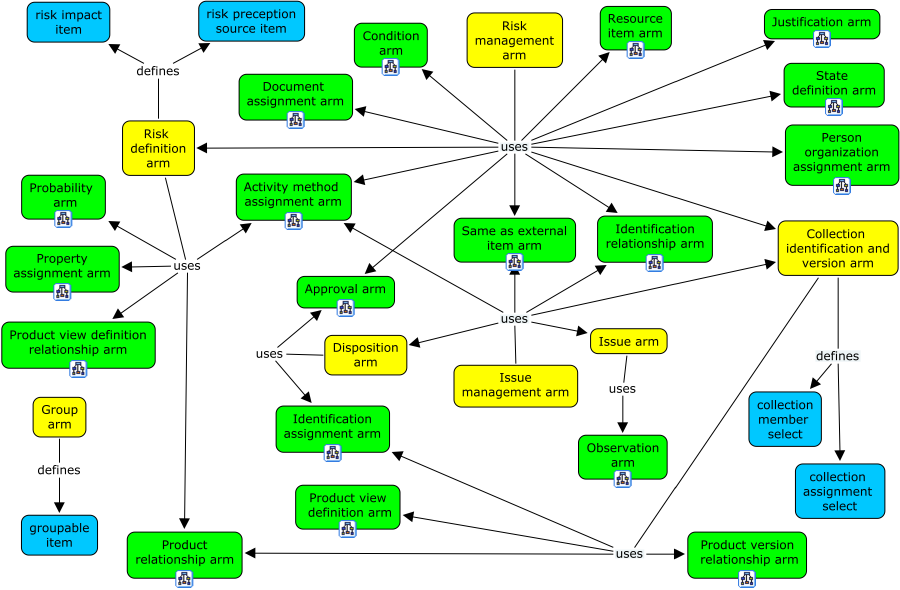 risk impact
item
risk preception
source item
defines
Condition
arm
Risk
management
arm
Resource
item arm
Justification arm
Document
assignment arm
State
definition arm
Risk
definition
arm
uses
Person
organization
assignment arm
Probability
arm
Activity method
assignment arm
Same as external
item arm
Identification
relationship arm
Collection
identification and
version arm
Property
assignment arm
uses
Approval arm
uses
Product view definition
relationship arm
uses
Disposition
arm
Issue arm
Issue
management arm
uses
defines
Group
arm
Identification
assignment arm
collection
member
select
defines
Observation
arm
collection
assignment
select
groupable
item
Product view
definition arm
Product
relationship arm
uses
Product version
relationship arm